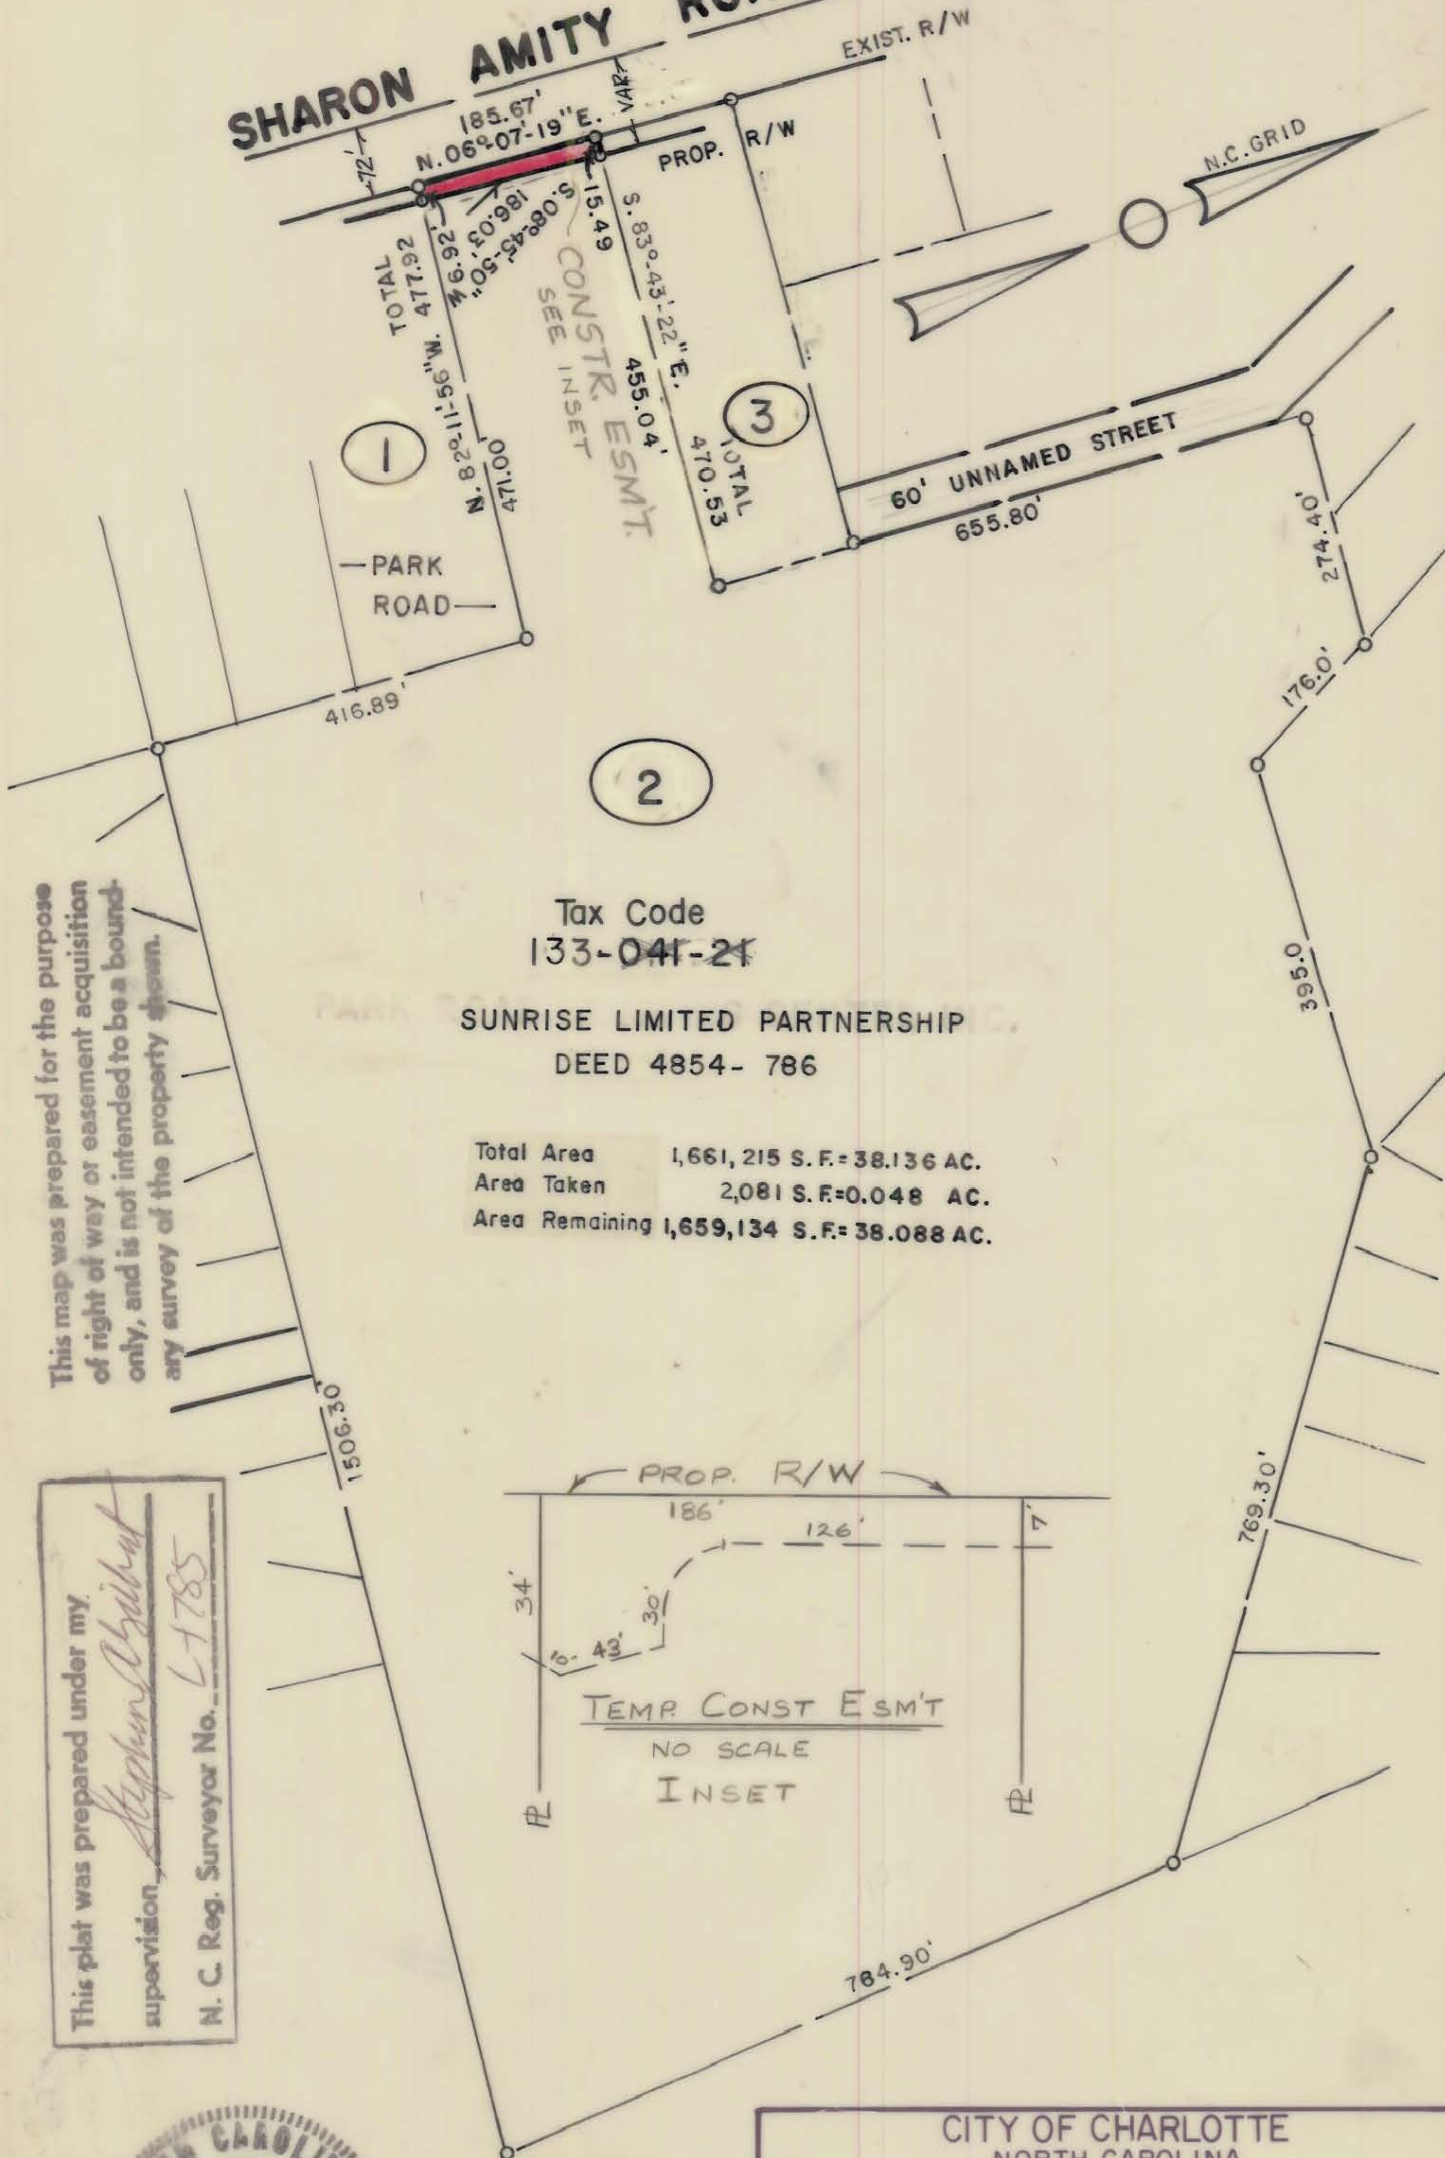 SHARON AMITY
EXIST. R/W
185.67'
N. 06°-07'-19" E.
72'
VAR.
PROP. R/W
N.C. GRID
15.49
S. 08°-45'-50"
186.03'
6.92'
TOTAL
477.92
N. 82°-11'-56" W.
471.00'
S. 83°-43'-22" E.
455.04'
TOTAL
470.53
CONSTR. ESM'T.
SEE INSET
1
3
60' UNNAMED STREET
655.80'
274.40'
176.0'
PARK
ROAD
416.89'
2
395.0
Tax Code
133-041-21
SUNRISE LIMITED PARTNERSHIP
DEED 4854- 786
Total Area 1,661,215 S.F.= 38.136 AC.
Area Taken 2,081 S.F.=0.048 AC.
Area Remaining 1,659,134 S.F.= 38.088 AC.
This map was prepared for the purpose
of right of way or easement acquisition
only, and is not intended to be a bound-
ary survey of the property shown.
1506.30'
769.30'
PROP. R/W
186'
126'
7'
34'
30'
43'
TEMP. CONST ESM'T
NO SCALE
INSET
PL
PL
This plat was prepared under my
supervision
N. C. Reg. Surveyor No. L-1785
784.90'
CAROLI
CITY OF CHARLOTTE
NORTH CAROLINA